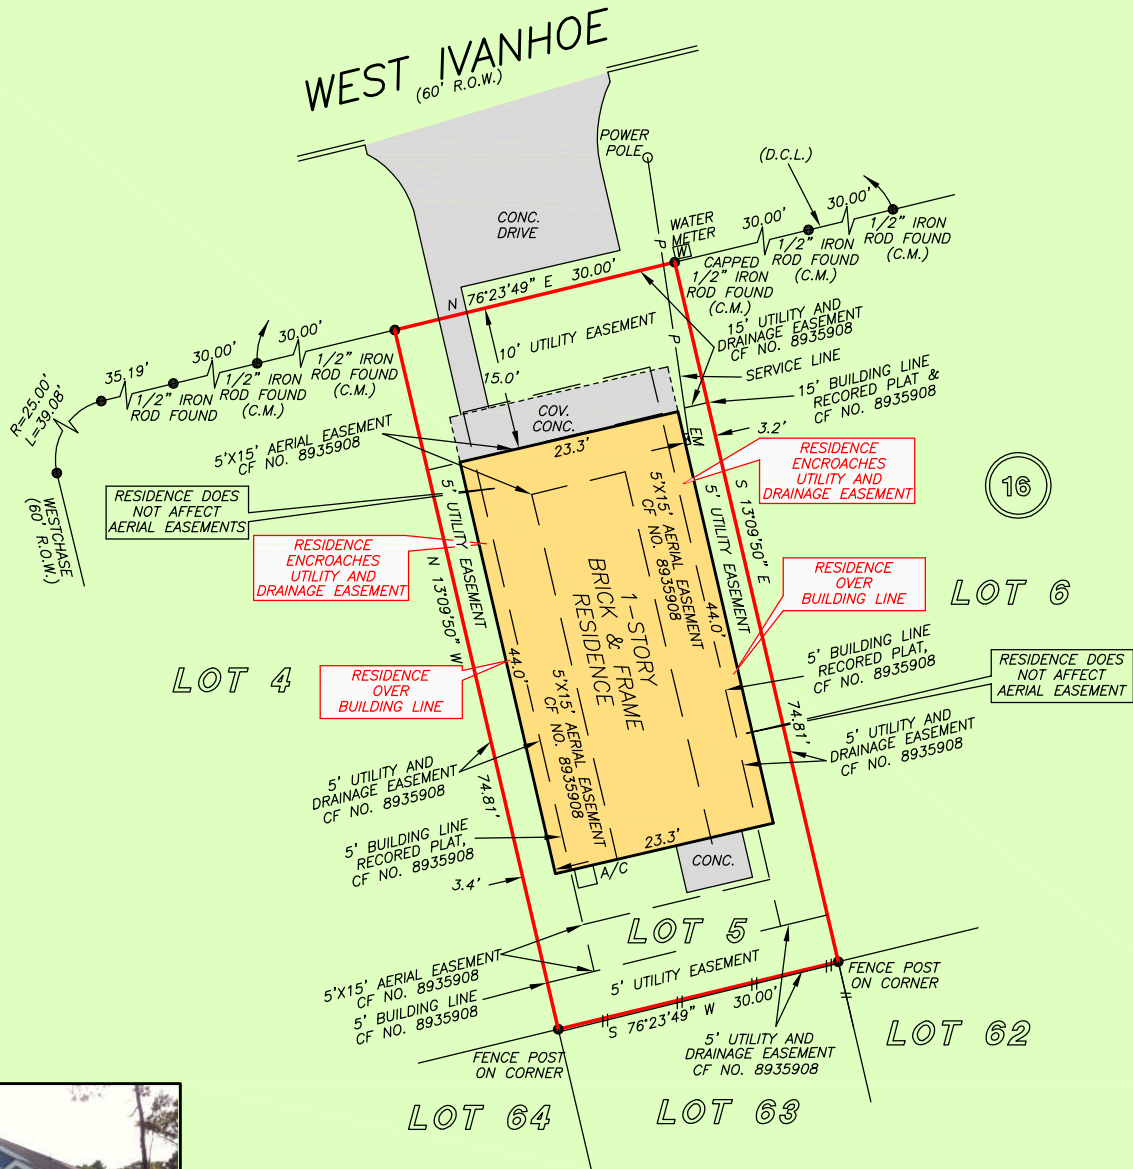 WEST IVANHOE
(60' R.O.W.)
POWER
POLE
(D.C.L.)
CONC.
DRIVE
WATER
METER
W
30.00'
30.00'
1/2" IRON
ROD FOUND
(C.M.)
1/2" IRON
ROD FOUND
(C.M.)
CAPPED
1/2" IRON
ROD FOUND
(C.M.)
P
P
N 76°23'49" E 30.00'
10' UTILITY EASEMENT
15' UTILITY AND
DRAINAGE EASEMENT
CF NO. 8935908
SERVICE LINE
15' BUILDING LINE
RECORED PLAT &
CF NO. 8935908
3.2'
R=25.00'
L=39.08'
35.19'
30.00'
30.00'
1/2" IRON
ROD FOUND
1/2" IRON
ROD FOUND
(C.M.)
1/2" IRON
ROD FOUND
(C.M.)
WESTCHASE
(60' R.O.W.)
15.0'
COV.
CONC.
23.3'
EM
5'X15' AERIAL EASEMENT
CF NO. 8935908
RESIDENCE DOES
NOT AFFECT
AERIAL EASEMENTS
RESIDENCE
ENCROACHES
UTILITY AND
DRAINAGE EASEMENT
RESIDENCE
ENCROACHES
UTILITY AND
DRAINAGE EASEMENT
16
5' UTILITY EASEMENT
N 13°09'50" W
74.81'
44.0'
5'X15' AERIAL EASEMENT
CF NO. 8935908
5' UTILITY EASEMENT
S 13°09'50" E
74.81'
44.0'
1-STORY
BRICK & FRAME
RESIDENCE
5'X15' AERIAL EASEMENT
CF NO. 8935908
RESIDENCE
OVER
BUILDING LINE
LOT 6
LOT 4
RESIDENCE
OVER
BUILDING LINE
5' BUILDING LINE
RECORED PLAT,
CF NO. 8935908
RESIDENCE DOES
NOT AFFECT
AERIAL EASEMENT
5' UTILITY AND
DRAINAGE EASEMENT
CF NO. 8935908
5' UTILITY AND
DRAINAGE EASEMENT
CF NO. 8935908
5' BUILDING LINE
RECORED PLAT,
CF NO. 8935908
3.4'
23.3'
A/C
CONC.
LOT 5
5'X15' AERIAL EASEMENT
CF NO. 8935908
5' BUILDING LINE
CF NO. 8935908
5' UTILITY EASEMENT
S 76°23'49" W 30.00'
FENCE POST
ON CORNER
FENCE POST
ON CORNER
5' UTILITY AND
DRAINAGE EASEMENT
CF NO. 8935908
LOT 62
LOT 64
LOT 63